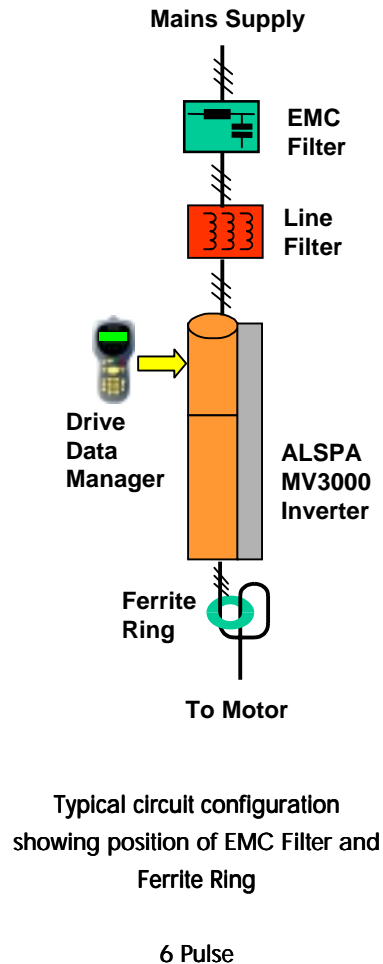 Mains Supply
EMC
Filter
Line
Filter
Drive
Data
Manager
ALSPA
MV3000
Inverter
Ferrite
Ring
To Motor
Typical circuit configuration
showing position of EMC Filter and
Ferrite Ring
6 Pulse